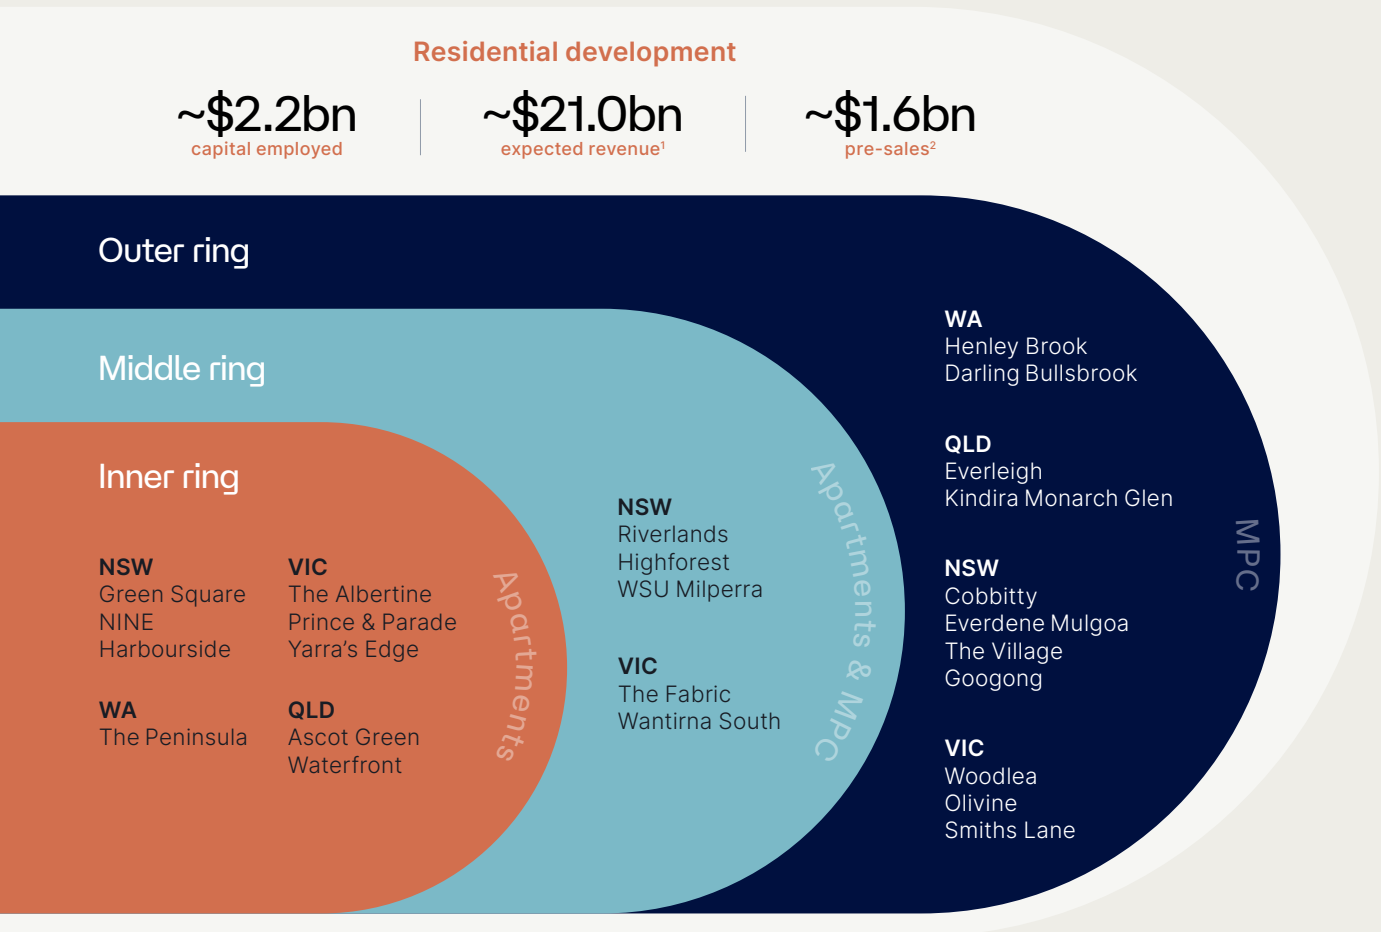 Residential development
~$2.2bn
capital employed
~$21.0bn
expected revenue¹
~$1.6bn
pre-sales²
Outer ring
Middle ring
Inner ring
NSW
Green Square
NINE
Harbourside
VIC
The Albertine
Prince & Parade
Yarra’s Edge
WA
The Peninsula
QLD
Ascot Green
Waterfront
Apartments
NSW
Riverlands
Highforest
WSU Milperra
VIC
The Fabric
Wantirna South
Apartments & MPC
WA
Henley Brook
Darling Bullsbrook
QLD
Everleigh
Kindira Monarch Glen
NSW
Cobbitty
Everdene Mulgoa
The Village
Googong
VIC
Woodlea
Olivine
Smiths Lane
MPC